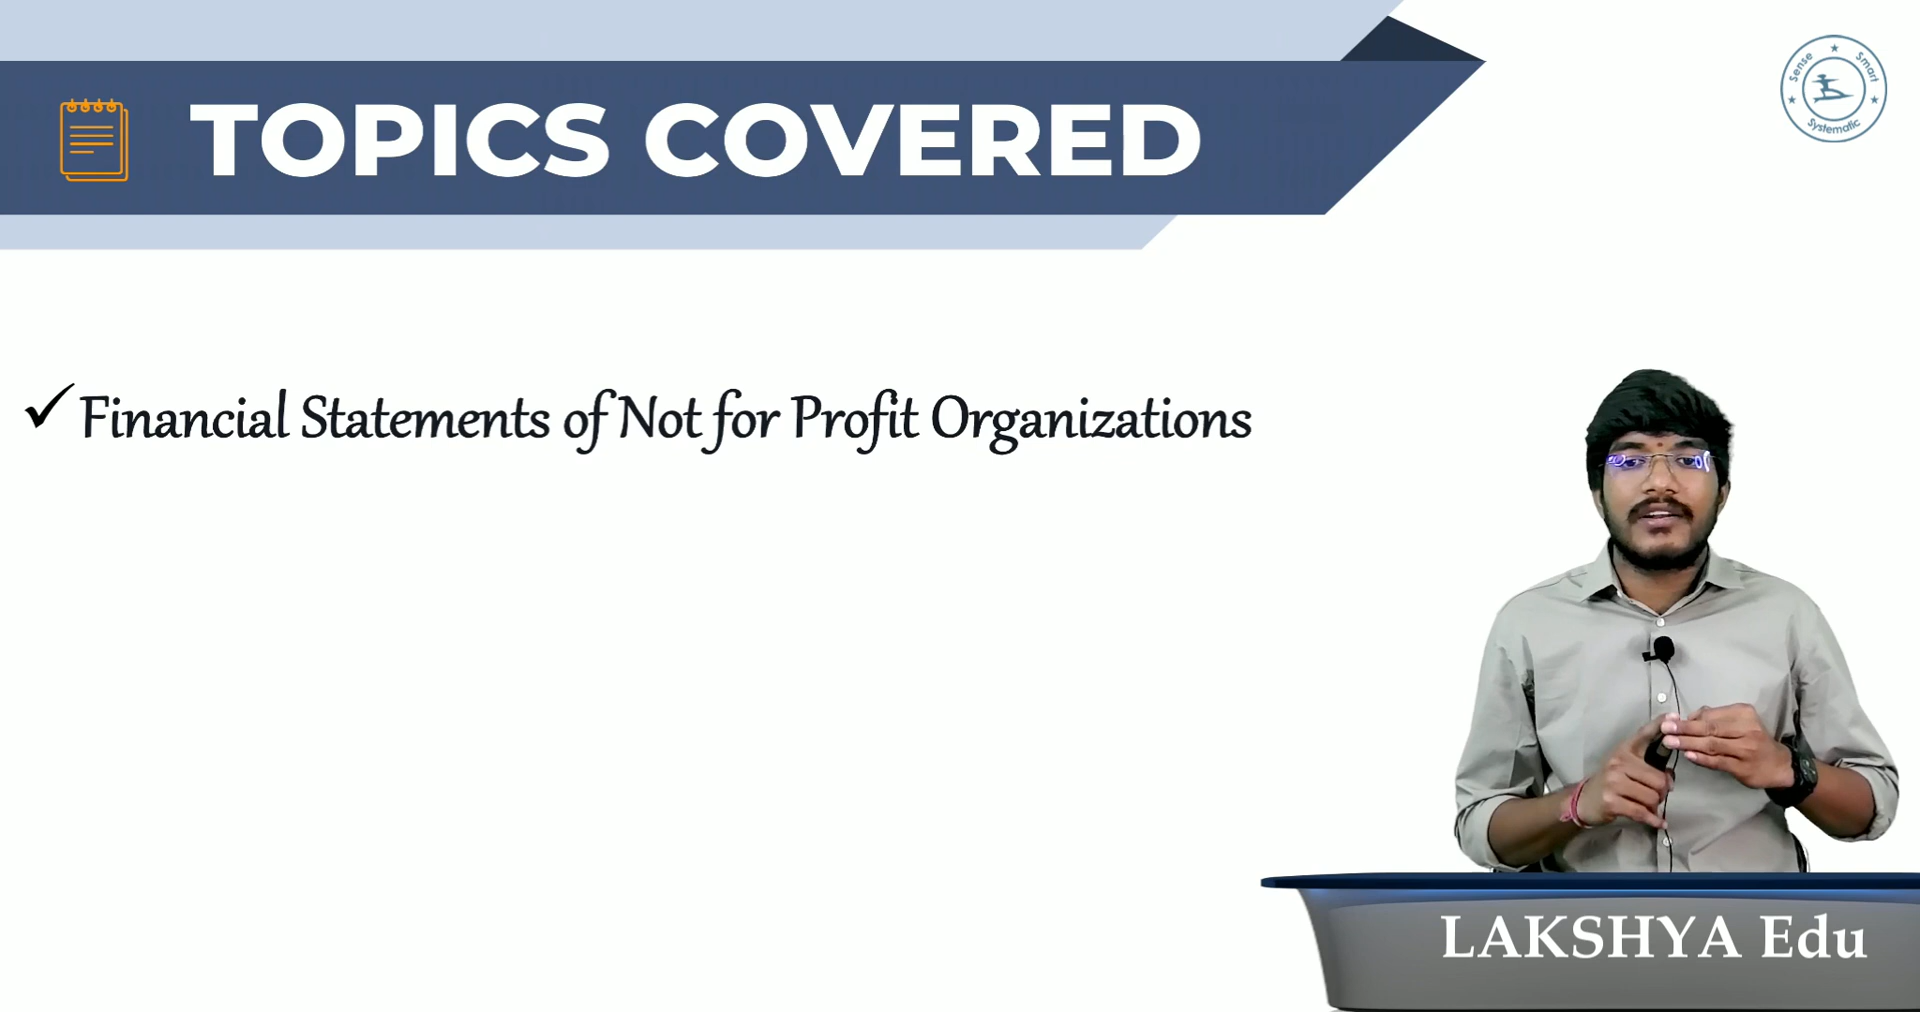 TOPICS COVERED
Sense
Smart
Systematic
Financial Statements of Not for Profit Organizations
LAKSHYA Edu